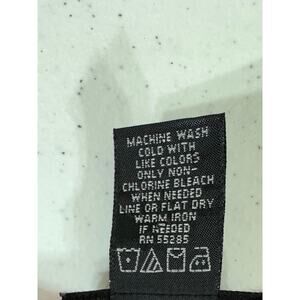 MACHINE WASH
COLD WITH
LIKE COLORS
ONLY NON-
CHLORINE BLEACH
WHEN NEEDED
LINE OR FLAT DRY
WARM IRON
IF NEEDED
RN 55285